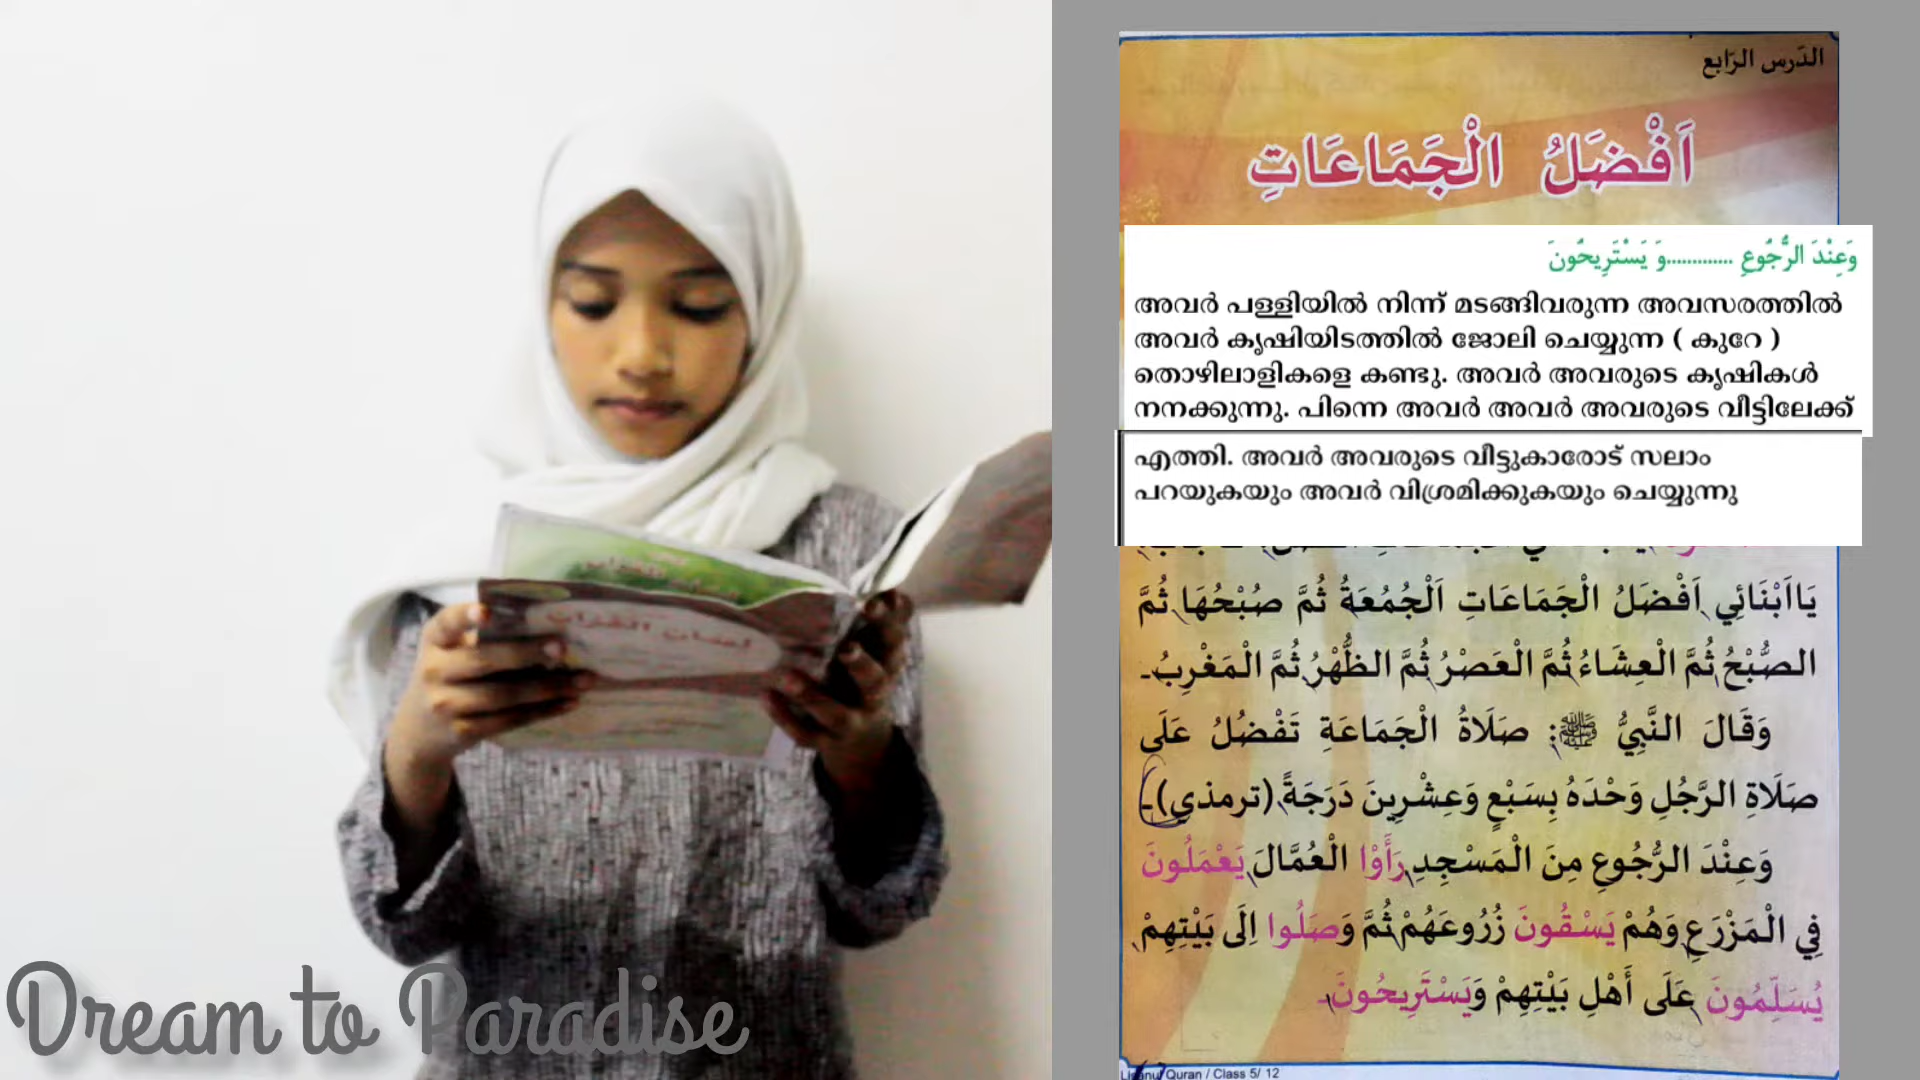 الدّرس الرّابع
اَفْضَلُ الْجَمَاعَاتِ
وَعِنْدَ الرُّجُوعِ .............وَ يَسْتَرِيحُونَ
അവർ പള്ളിയിൽ നിന്ന് മടങ്ങിവരുന്ന അവസരത്തിൽ
അവർ കൃഷിയിടത്തിൽ ജോലി ചെയ്യുന്ന ( കുറേ )
തൊഴിലാളികളെ കണ്ടു. അവർ അവരുടെ കൃഷികൾ
നനക്കുന്നു. പിന്നെ അവർ അവർ അവരുടെ വീട്ടിലേക്ക്
എത്തി. അവർ അവരുടെ വീട്ടുകാരോട് സലാം
പറയുകയും അവർ വിശ്രമിക്കുകയും ചെയ്യുന്നു
يَااَبْنَائِي اَفْضَلُ الْجَمَاعَاتِ اَلْجُمُعَةُ ثُمَّ صُبْحُهَا ثُمَّ
الصُّبْحُ ثُمَّ الْعِشَاءُ ثُمَّ الْعَصْرُ ثُمَّ الظُّهْرُ ثُمَّ الْمَغْرِبُ۔
وَقَالَ النَّبِيُّ ﷺ: صَلَاةُ الْجَمَاعَةِ تَفْضُلُ عَلَى
صَلَاةِ الرَّجُلِ وَحْدَهُ بِسَبْعٍ وَعِشْرِينَ دَرَجَةً (ترمذي)۔
وَعِنْدَ الرُّجُوعِ مِنَ الْمَسْجِدِ رَأَوْا الْعُمَّالَ يَعْمَلُونَ
فِي الْمَزْرَعِ وَهُمْ يَسْقُونَ زُرُوعَهُمْ ثُمَّ وَصَلُوا اِلَى بَيْتِهِمْ
يُسَلِّمُونَ عَلَى أَهْلِ بَيْتِهِمْ وَيَسْتَرِيحُونَ۔
Lisanu Quran / Class 5/ 12
Dream to Paradise